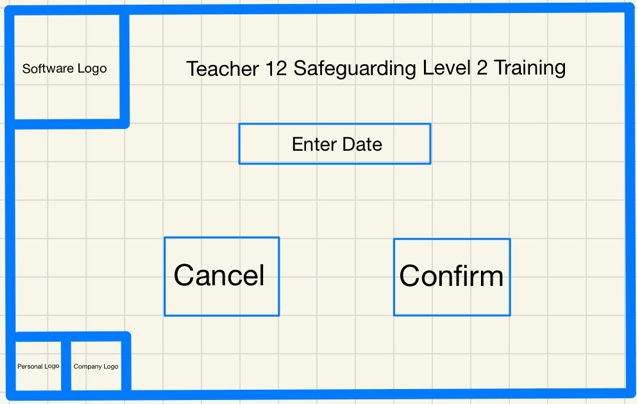 Software Logo
Teacher 12 Safeguarding Level 2 Training
Enter Date
Cancel
Confirm
Personal Logo
Company Logo